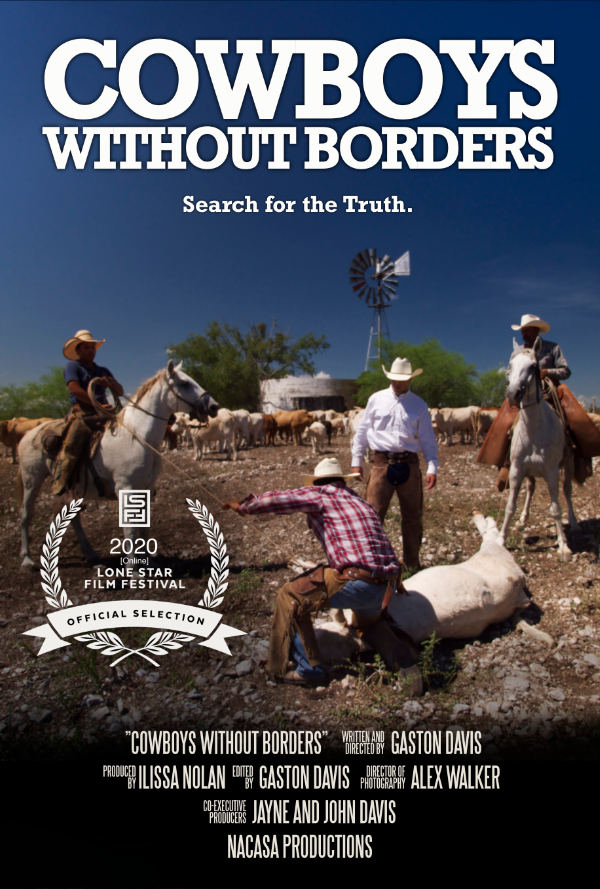 COWBOYS
WITHOUT BORDERS
Search for the Truth.
2020
[Online]
LONE STAR
FILM FESTIVAL
OFFICIAL SELECTION
"COWBOYS WITHOUT BORDERS" WRITTEN AND DIRECTED BY GASTON DAVIS
PRODUCED BY ILISSA NOLAN EDITED BY GASTON DAVIS DIRECTOR OF PHOTOGRAPHY ALEX WALKER
CO-EXECUTIVE PRODUCERS JAYNE AND JOHN DAVIS
NACASA PRODUCTIONS